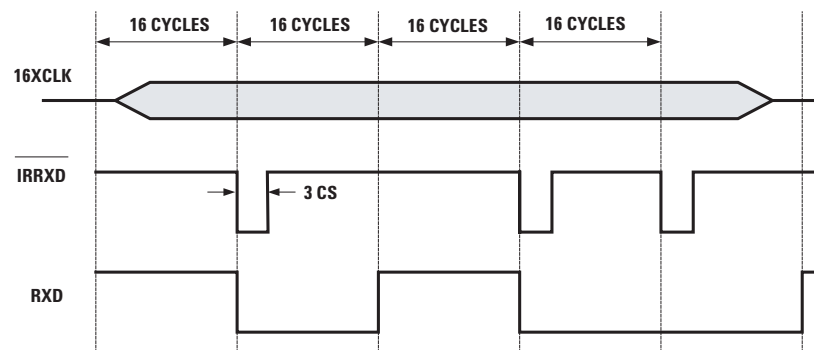 16 CYCLES 16 CYCLES 16 CYCLES 16 CYCLES
16XCLK
IRRXD
3 CS
RXD